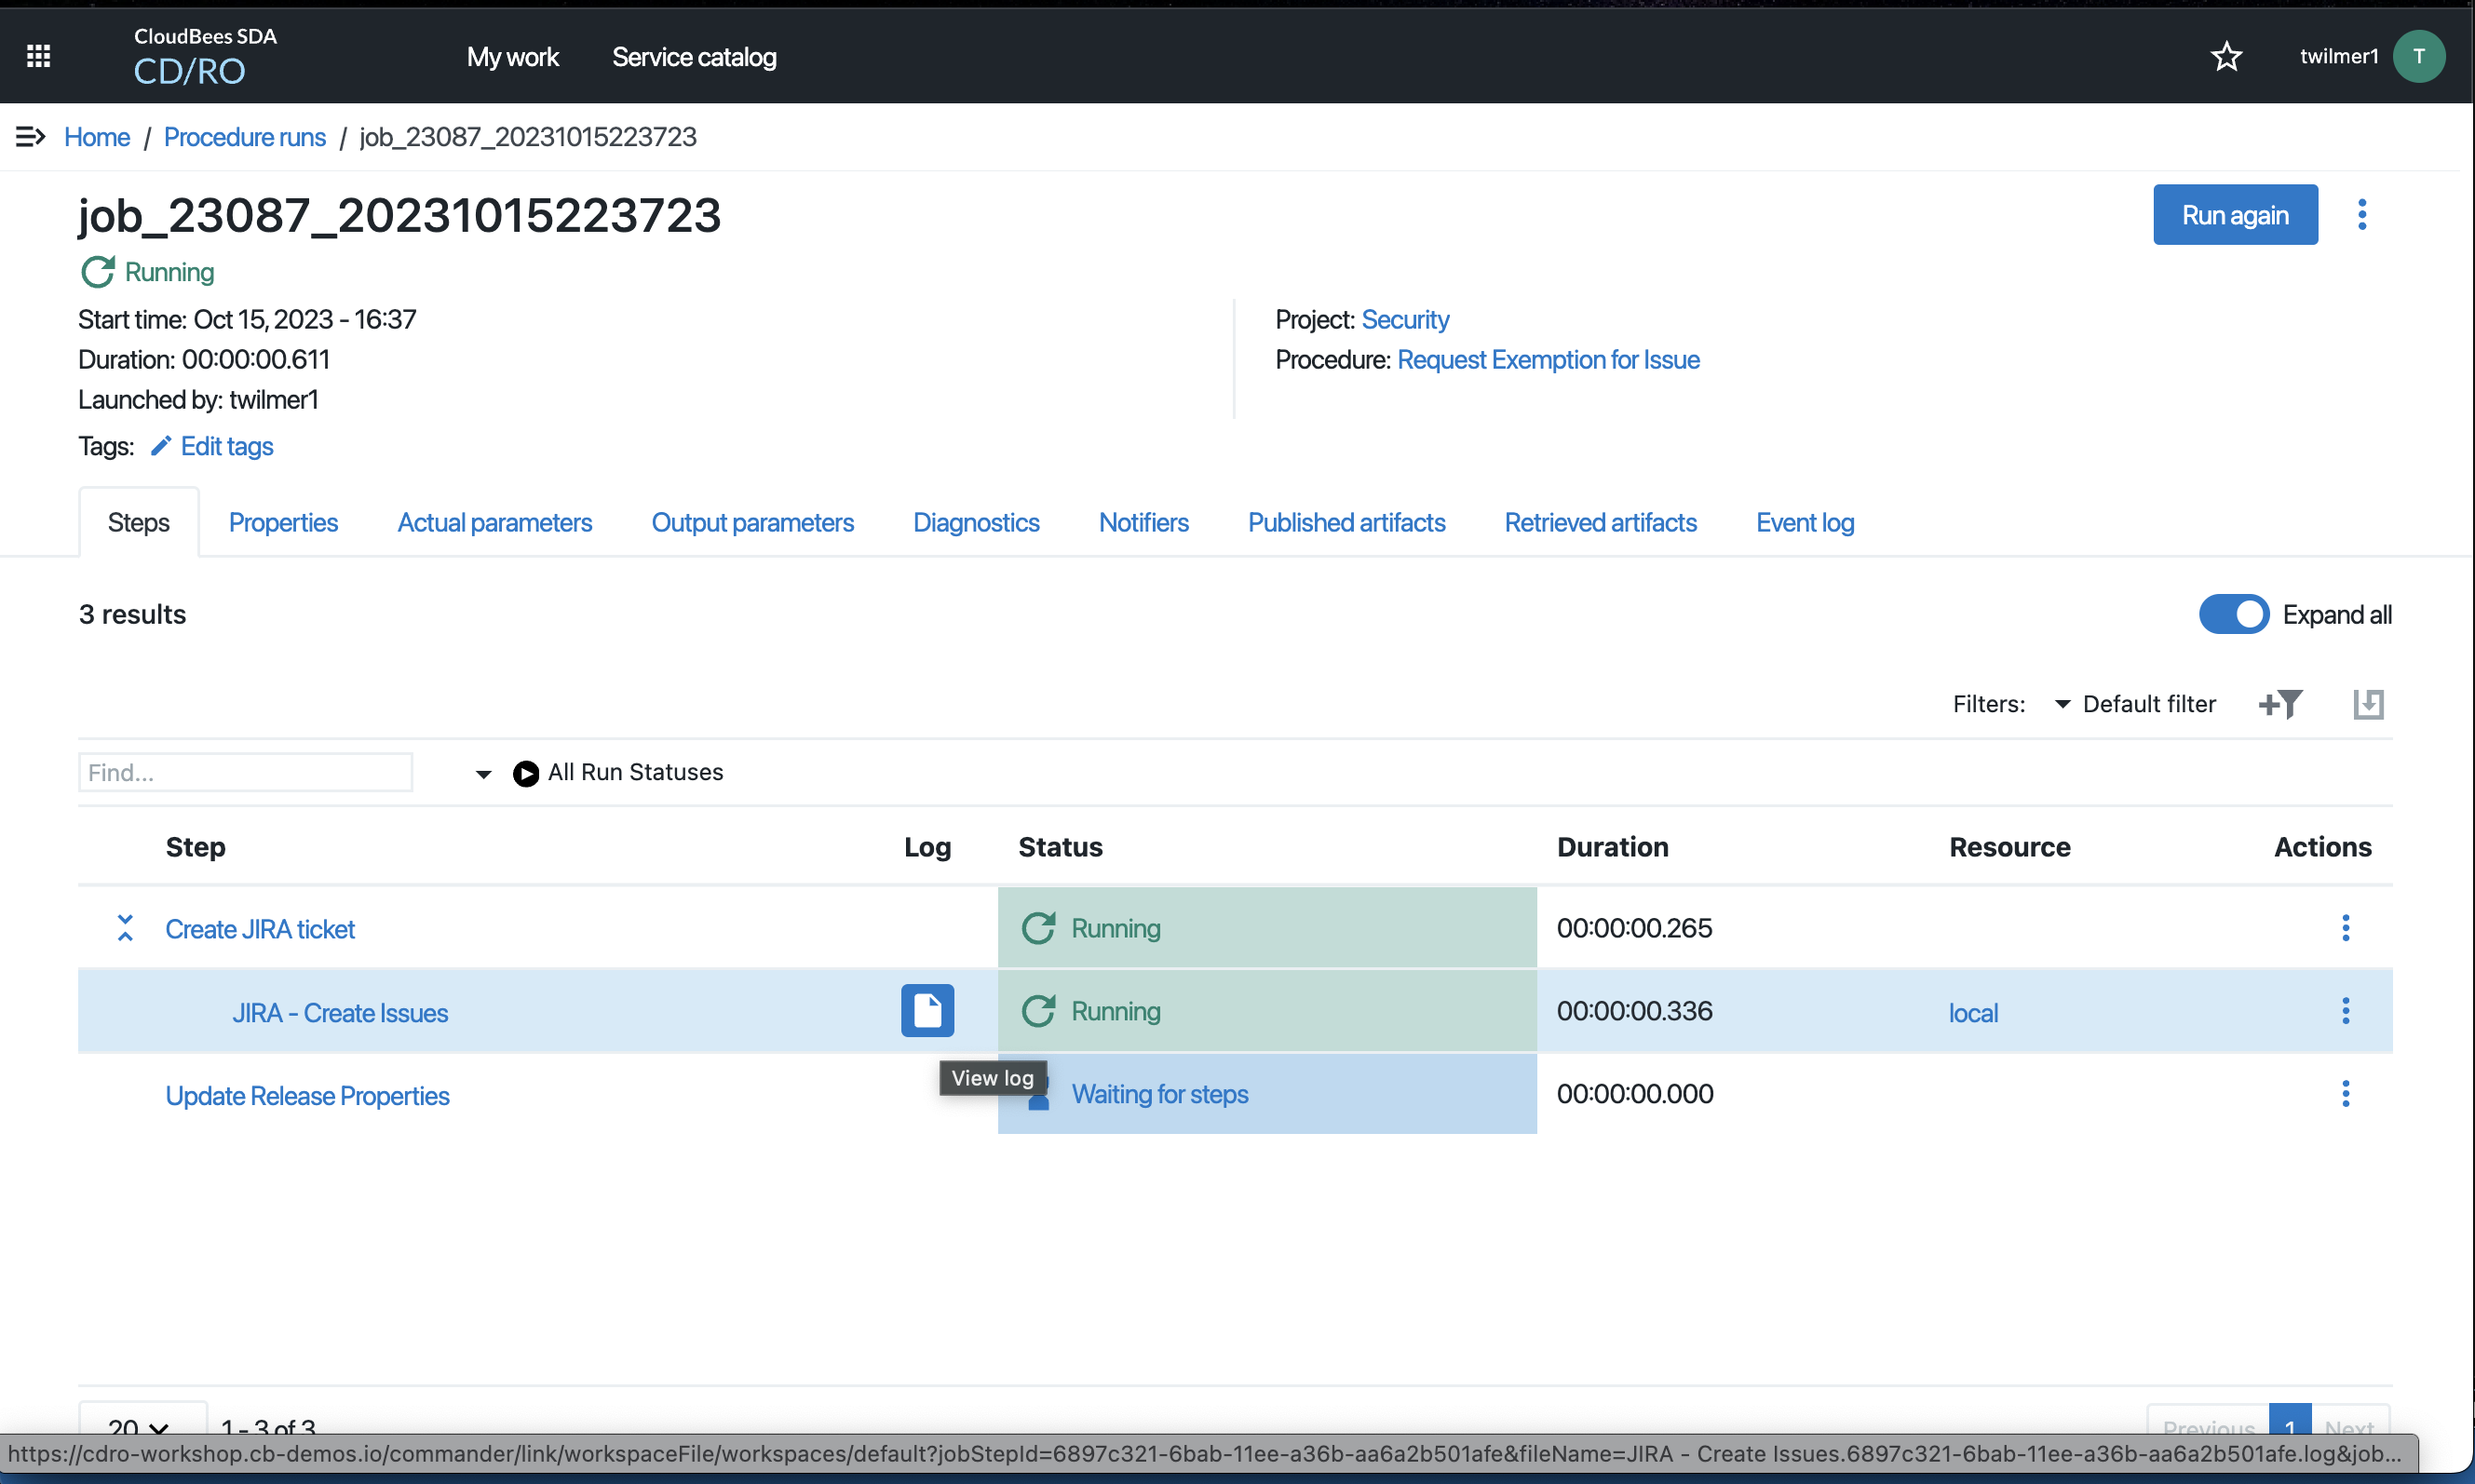 CloudBees SDA
CD/RO
My work
Service catalog
twilmer1
T
Home / Procedure runs / job_23087_20231015223723
job_23087_20231015223723
Run again
Running
Start time: Oct 15, 2023 - 16:37
Duration: 00:00:00.611
Launched by: twilmer1
Project: Security
Procedure: Request Exemption for Issue
Tags: Edit tags
Steps Properties Actual parameters Output parameters Diagnostics Notifiers Published artifacts Retrieved artifacts Event log
3 results
Expand all
Filters: Default filter
Find...
All Run Statuses
Step Log Status Duration Resource Actions
Create JIRA ticket Running 00:00:00.265
JIRA - Create Issues Running 00:00:00.336 local
View log
Update Release Properties Waiting for steps 00:00:00.000
20 1 - 3 of 3 Previous 1 Next
https://cdro-workshop.cb-demos.io/commander/link/workspaceFile/workspaces/default?jobStepId=6897c321-6bab-11ee-a36b-aa6a2b501afe&fileName=JIRA - Create Issues.6897c321-6bab-11ee-a36b-aa6a2b501afe.log&job...